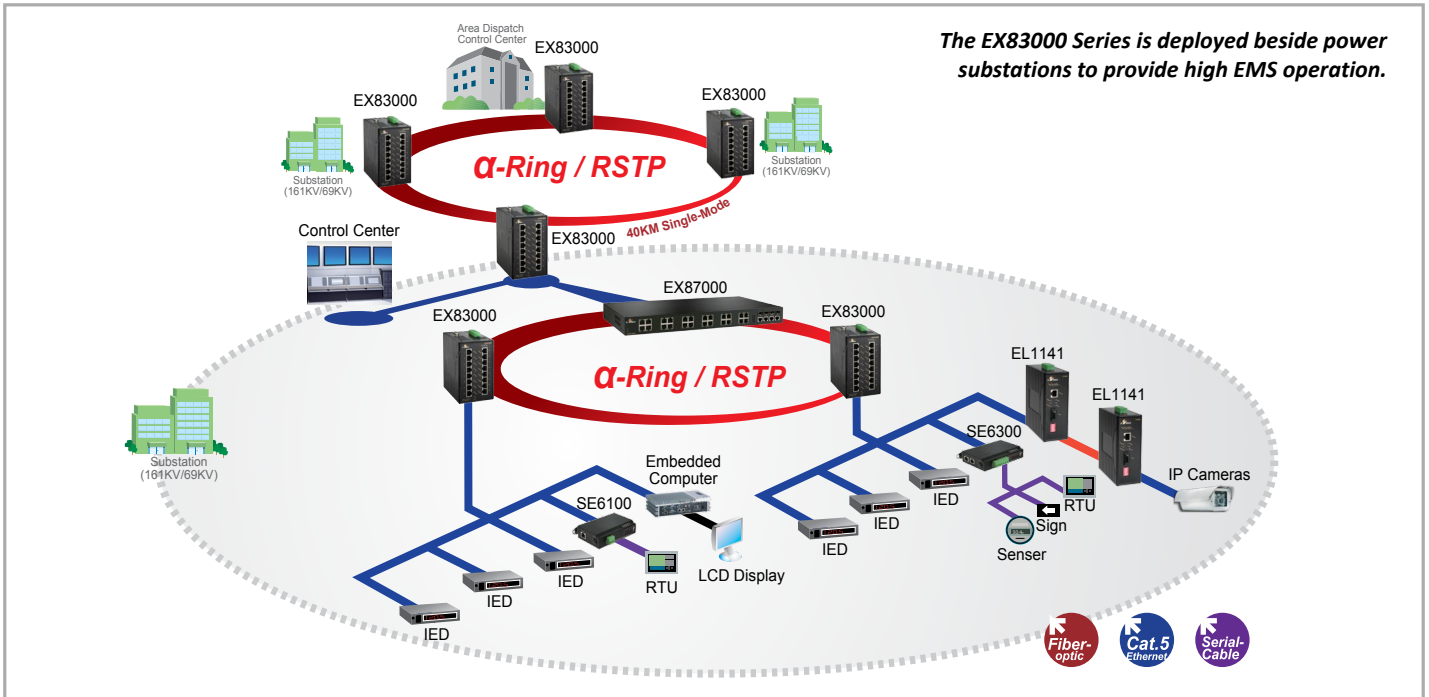 The EX83000 Series is deployed beside power
substations to provide high EMS operation.
Area Dispatch
Control Center
EX83000
EX83000
EX83000
α-Ring / RSTP
Substation
(161KV/69KV)
Substation
(161KV/69KV)
40KM Single-Mode
Control Center
EX83000
EX87000
EX83000
EX83000
α-Ring / RSTP
EL1141
EL1141
SE6300
Substation
(161KV/69KV)
Embedded
Computer
IP Cameras
SE6100
IED
RTU
IED
Sign
IED
Senser
IED
RTU
LCD Display
IED
IED
Fiber-
optic
Cat.5
Ethernet
Serial-
Cable